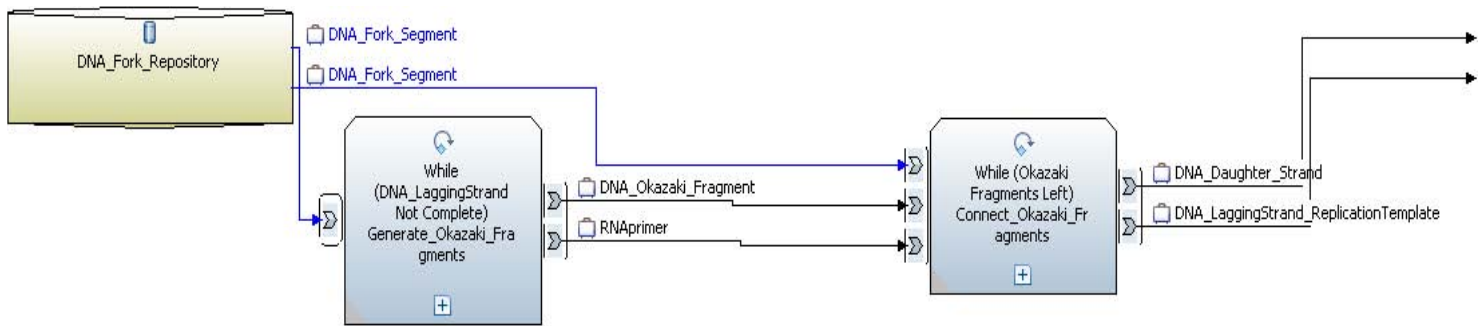 DNA_Fork_Repository
DNA_Fork_Segment
DNA_Fork_Segment
While
(DNA_LaggingStrand
Not Complete)
Generate_Okazaki_Fra
gments
DNA_Okazaki_Fragment
RNAprimer
While (Okazaki
Fragments Left)
Connect_Okazaki_Fr
agments
DNA_Daughter_Strand
DNA_LaggingStrand_ReplicationTemplate